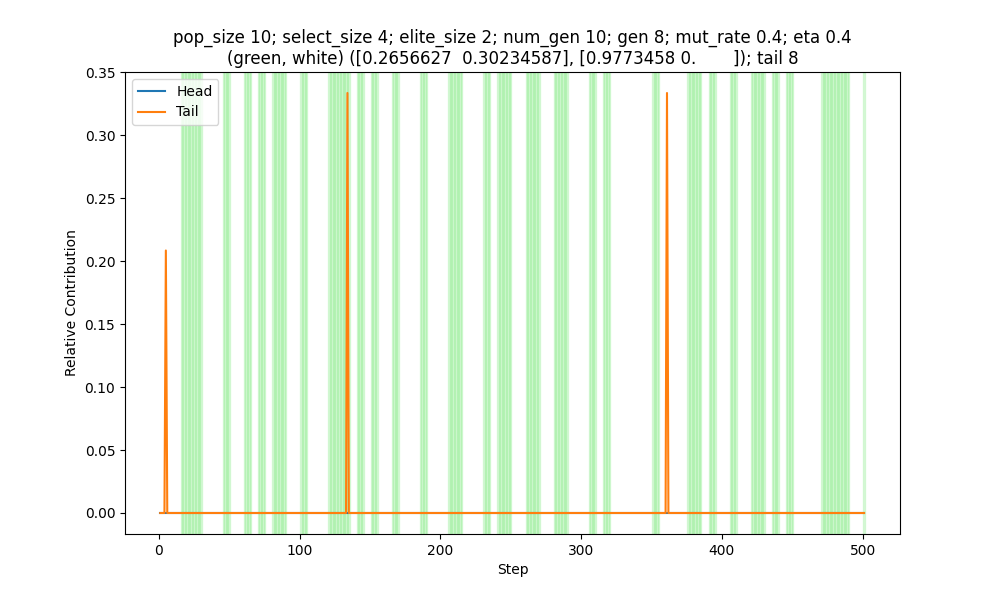 pop_size 10; select_size 4; elite_size 2; num_gen 10; gen 8; mut_rate 0.4; eta 0.4
(green, white) ([0.2656627  0.30234587], [0.9773458 0.        ]); tail 8
Head
Tail
0.35
0.30
0.25
0.20
0.15
0.10
0.05
0.00
Relative Contribution
0 100 200 300 400 500
Step